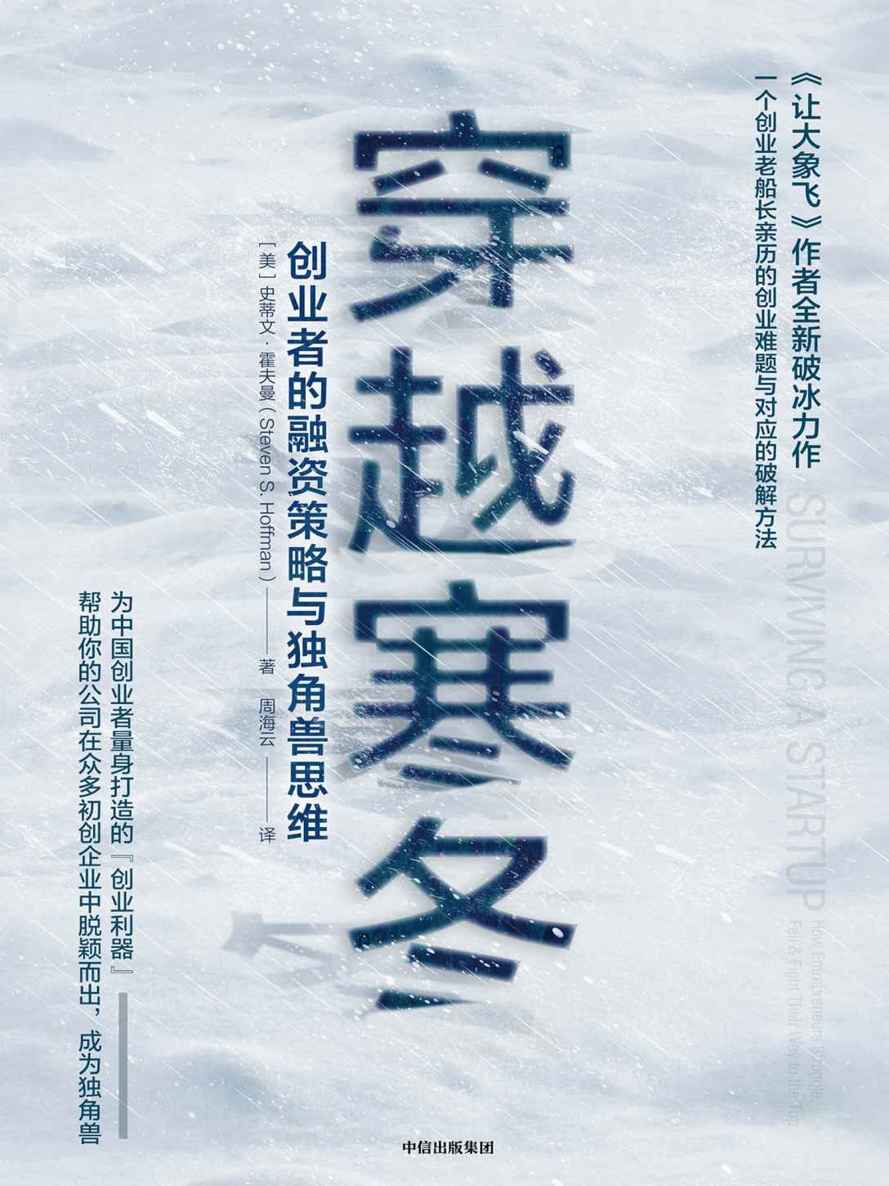 《让大象飞》作者全新破冰力作
一个创业老船长亲历的创业难题与对应的破解方法
SURVIVING A STARTUP
穿越寒冬
创业者的融资策略与独角兽思维
[美] 史蒂文·霍夫曼（Steven S. Hoffman）——著 周海云——译
为中国创业者量身打造的『创业利器』
帮助你的公司在众多初创企业中脱颖而出，成为独角兽
中信出版集团